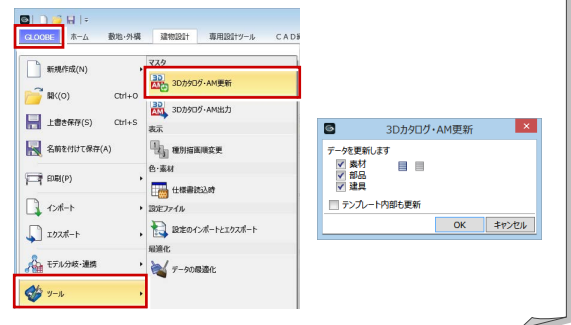 GLOOBE
ホーム
敷地・外構
建物設計
専用設計ツール
新規作成(N)
開く(O) Ctrl+O
上書き保存(S) Ctrl+S
名前を付けて保存(A)
印刷(P)
インポート
エクスポート
モデル分岐・連携
ツール
マスタ
3Dカタログ・AM更新
3Dカタログ・AM出力
表示
種別描画順変更
色・素材
仕様書読込時
設定ファイル
設定のインポートとエクスポート
最適化
データの最適化
3Dカタログ・AM更新
データを更新します
素材
部品
建具
テンプレート内部も更新
OK キャンセル